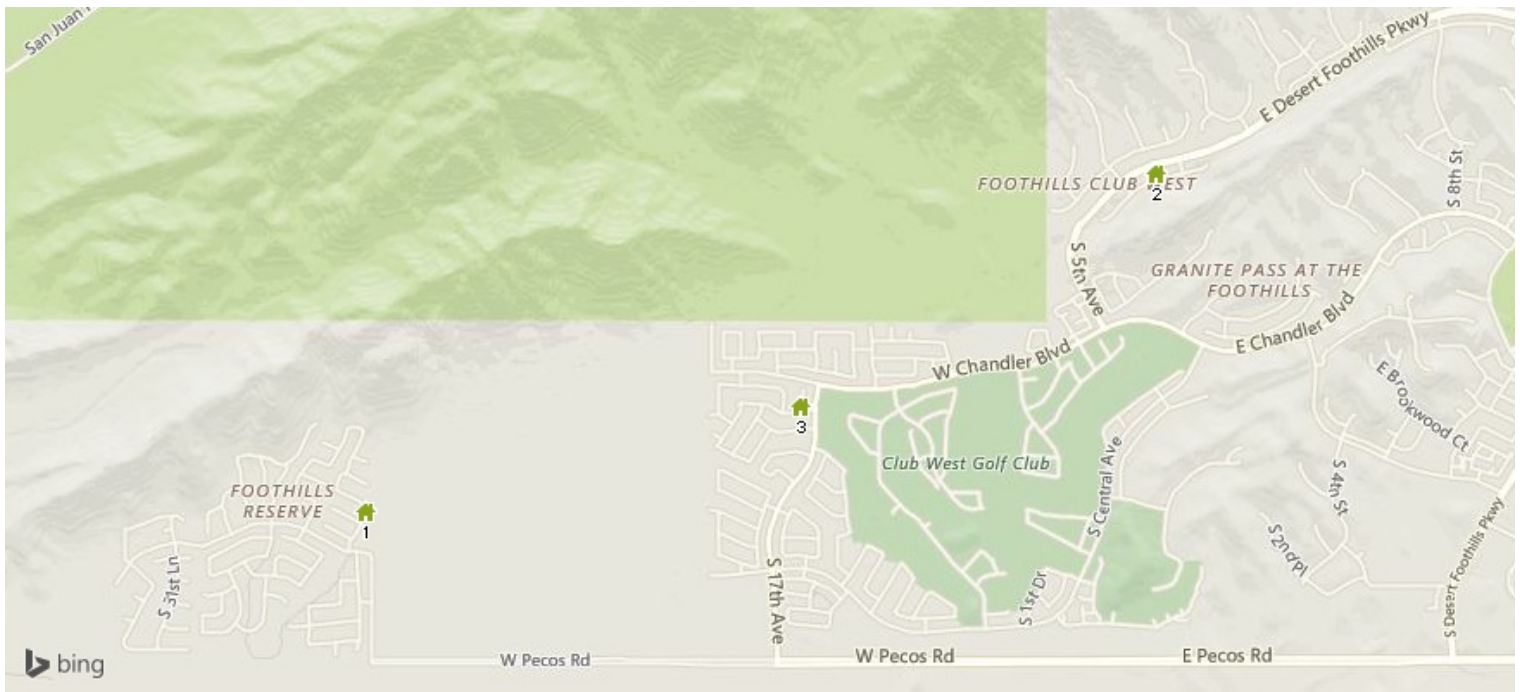 San Juan
E Desert Foothills Pkwy
FOOTHILLS CLUB WEST
2
S 8th St
S 5th Ave
GRANITE PASS AT THE
FOOTHILLS
E Chandler Blvd
W Chandler Blvd
E Brookwood Ct
3
Club West Golf Club
S Central Ave
S 4th St
FOOTHILLS
RESERVE
1
S 31st Ln
S 17th Ave
S 1st Dr
S 2nd Pl
S Desert Foothills Pkwy
bing
W Pecos Rd
W Pecos Rd
E Pecos Rd